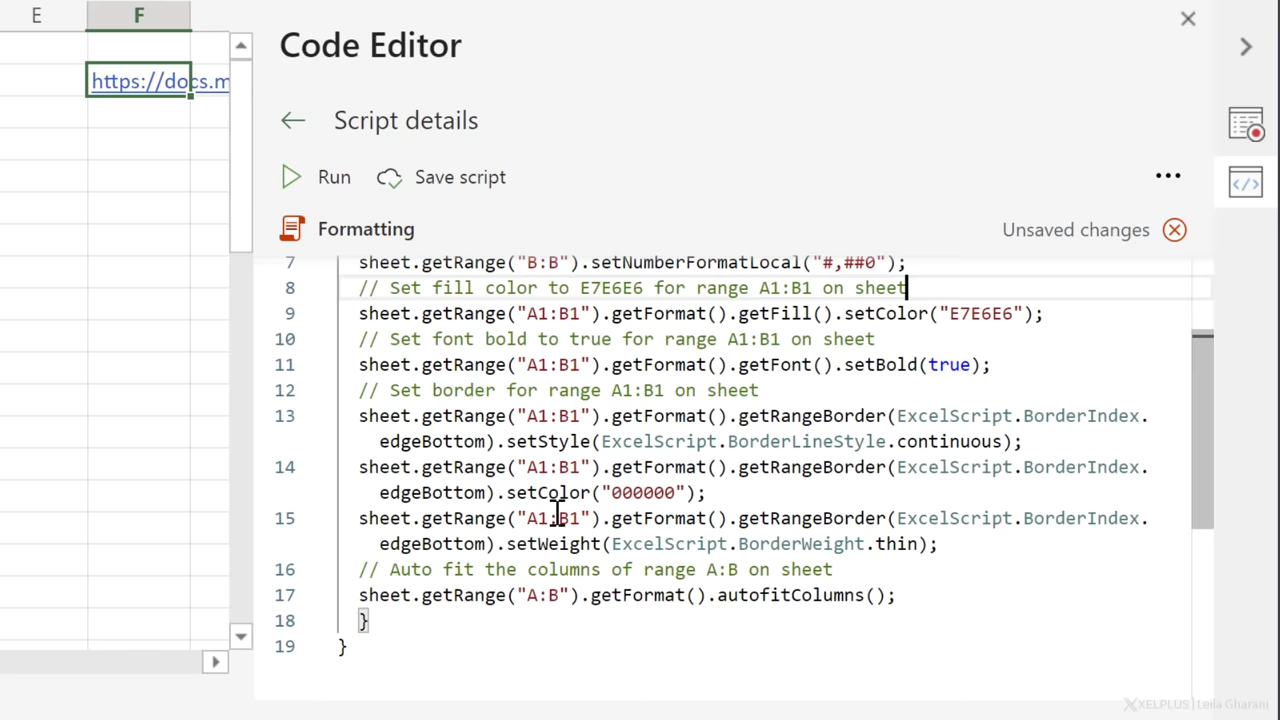 E F
https://docs.m
Code Editor
Script details
Run Save script
Formatting Unsaved changes
7 sheet.getRange("B:B").setNumberFormatLocal("#,##0");
8 // Set fill color to E7E6E6 for range A1:B1 on sheet
9 sheet.getRange("A1:B1").getFormat().getFill().setColor("E7E6E6");
10 // Set font bold to true for range A1:B1 on sheet
11 sheet.getRange("A1:B1").getFormat().getFont().setBold(true);
12 // Set border for range A1:B1 on sheet
13 sheet.getRange("A1:B1").getFormat().getRangeBorder(ExcelScript.BorderIndex.
edgeBottom).setStyle(ExcelScript.BorderLineStyle.continuous);
14 sheet.getRange("A1:B1").getFormat().getRangeBorder(ExcelScript.BorderIndex.
edgeBottom).setColor("000000");
15 sheet.getRange("A1:B1").getFormat().getRangeBorder(ExcelScript.BorderIndex.
edgeBottom).setWeight(ExcelScript.BorderWeight.thin);
16 // Auto fit the columns of range A:B on sheet
17 sheet.getRange("A:B").getFormat().autofitColumns();
18 }
19 }
XELPLUS | Leila Gharani